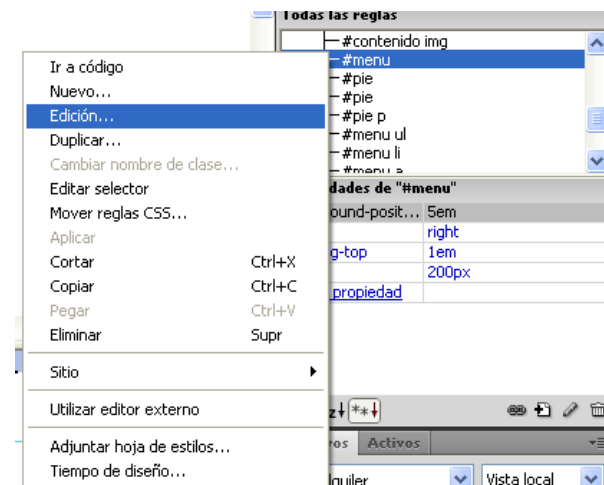 Todas las reglas
#contenido img
#menu
#pie
#pie
#pie p
#menu ul
#menu li
#menu a
Ir a código
Nuevo...
Edición...
Duplicar...
Cambiar nombre de clase...
Editar selector
Mover reglas CSS...
Aplicar
Cortar Ctrl+X
Copiar Ctrl+C
Pegar Ctrl+V
Eliminar Supr
Sitio
Utilizar editor externo
Adjuntar hoja de estilos...
Tiempo de diseño...
dades de "#menu"
ound-posit... 5em
right
g-top 1em
200px
propiedad
z↓ **↓
os Activos
lquiler Vista local